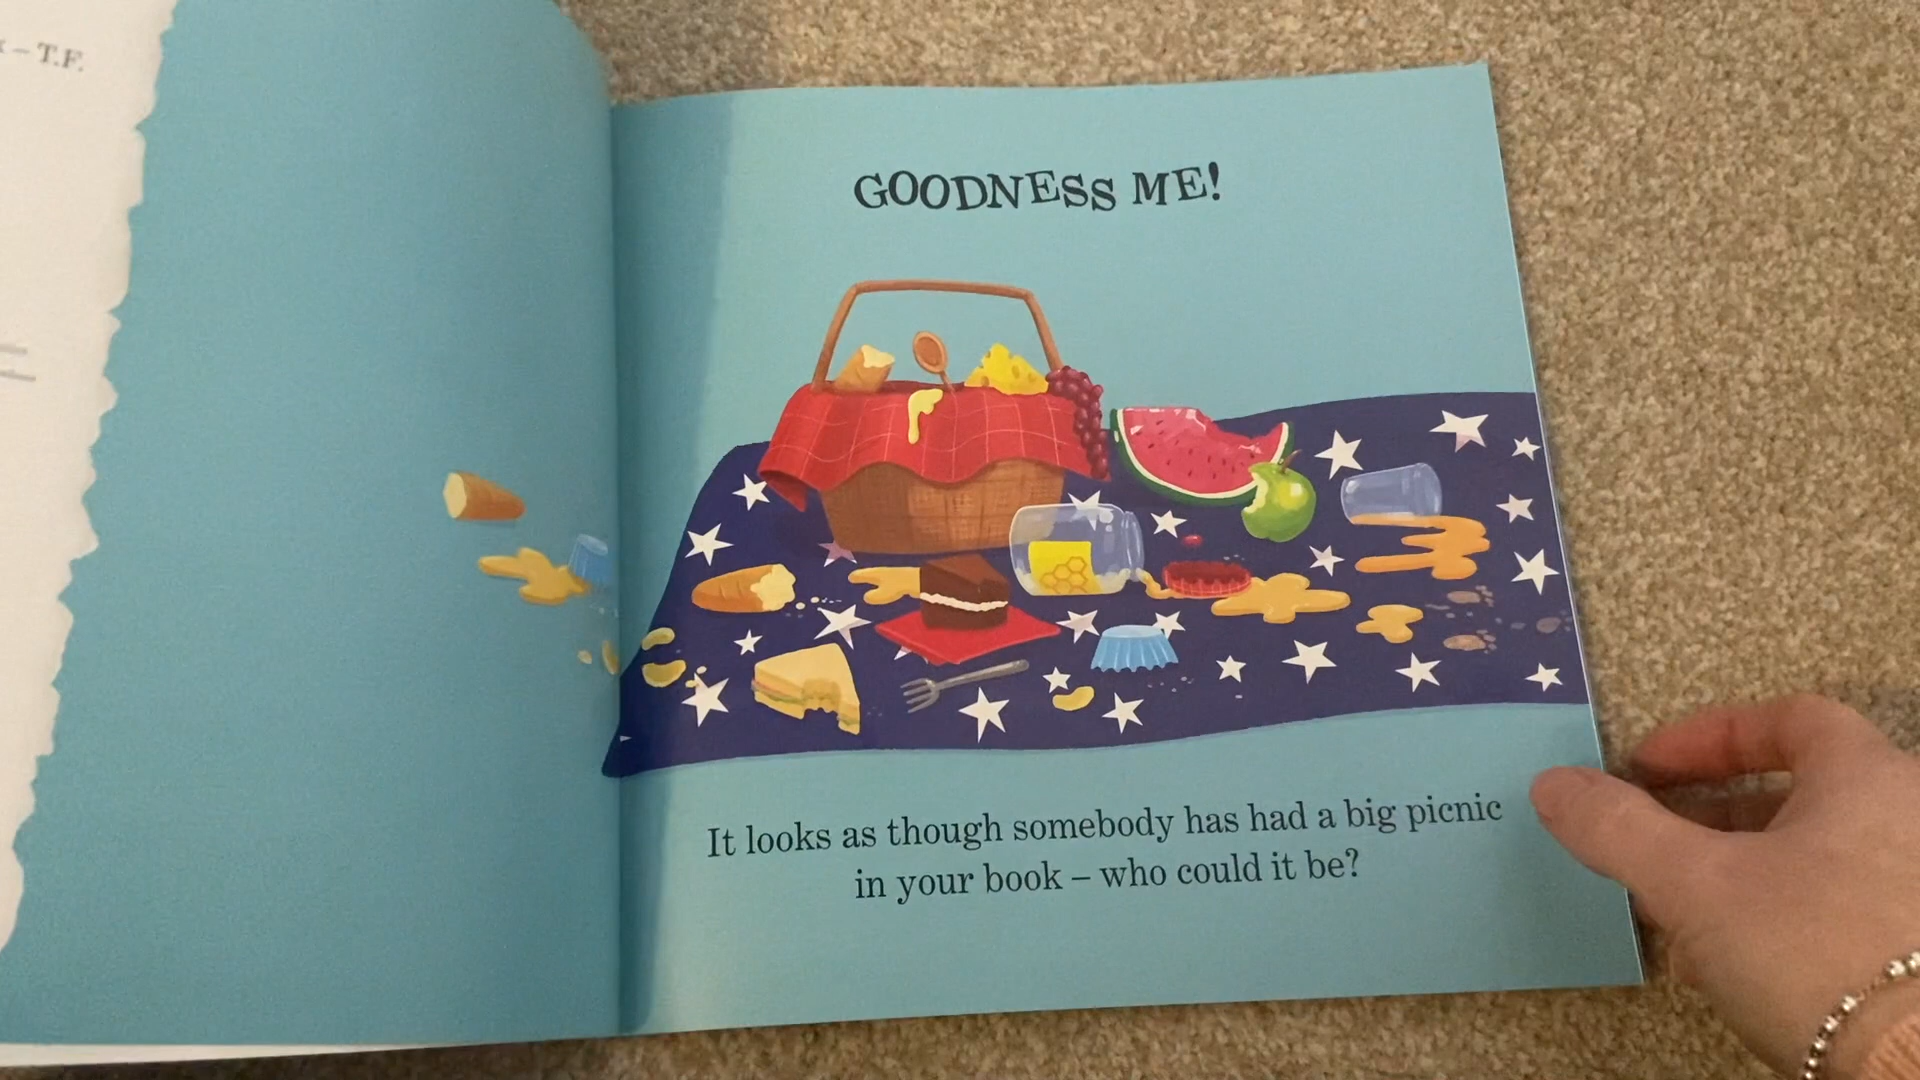 – T.F.
GOODNESS ME!
It looks as though somebody has had a big picnic
in your book – who could it be?